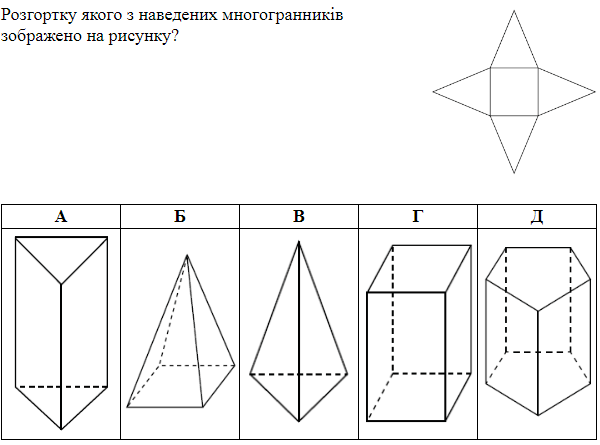 Розгортку якого з наведених многогранників
зображено на рисунку?
А Б В Г Д